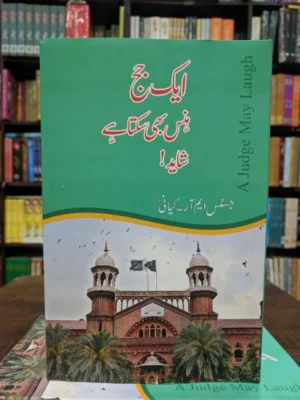 ایک جج
ہنس بھی سکتا ہے
شاید!
جسٹس ایم آر۔ کیانی
A Judge May Laugh
A Judge May Laugh